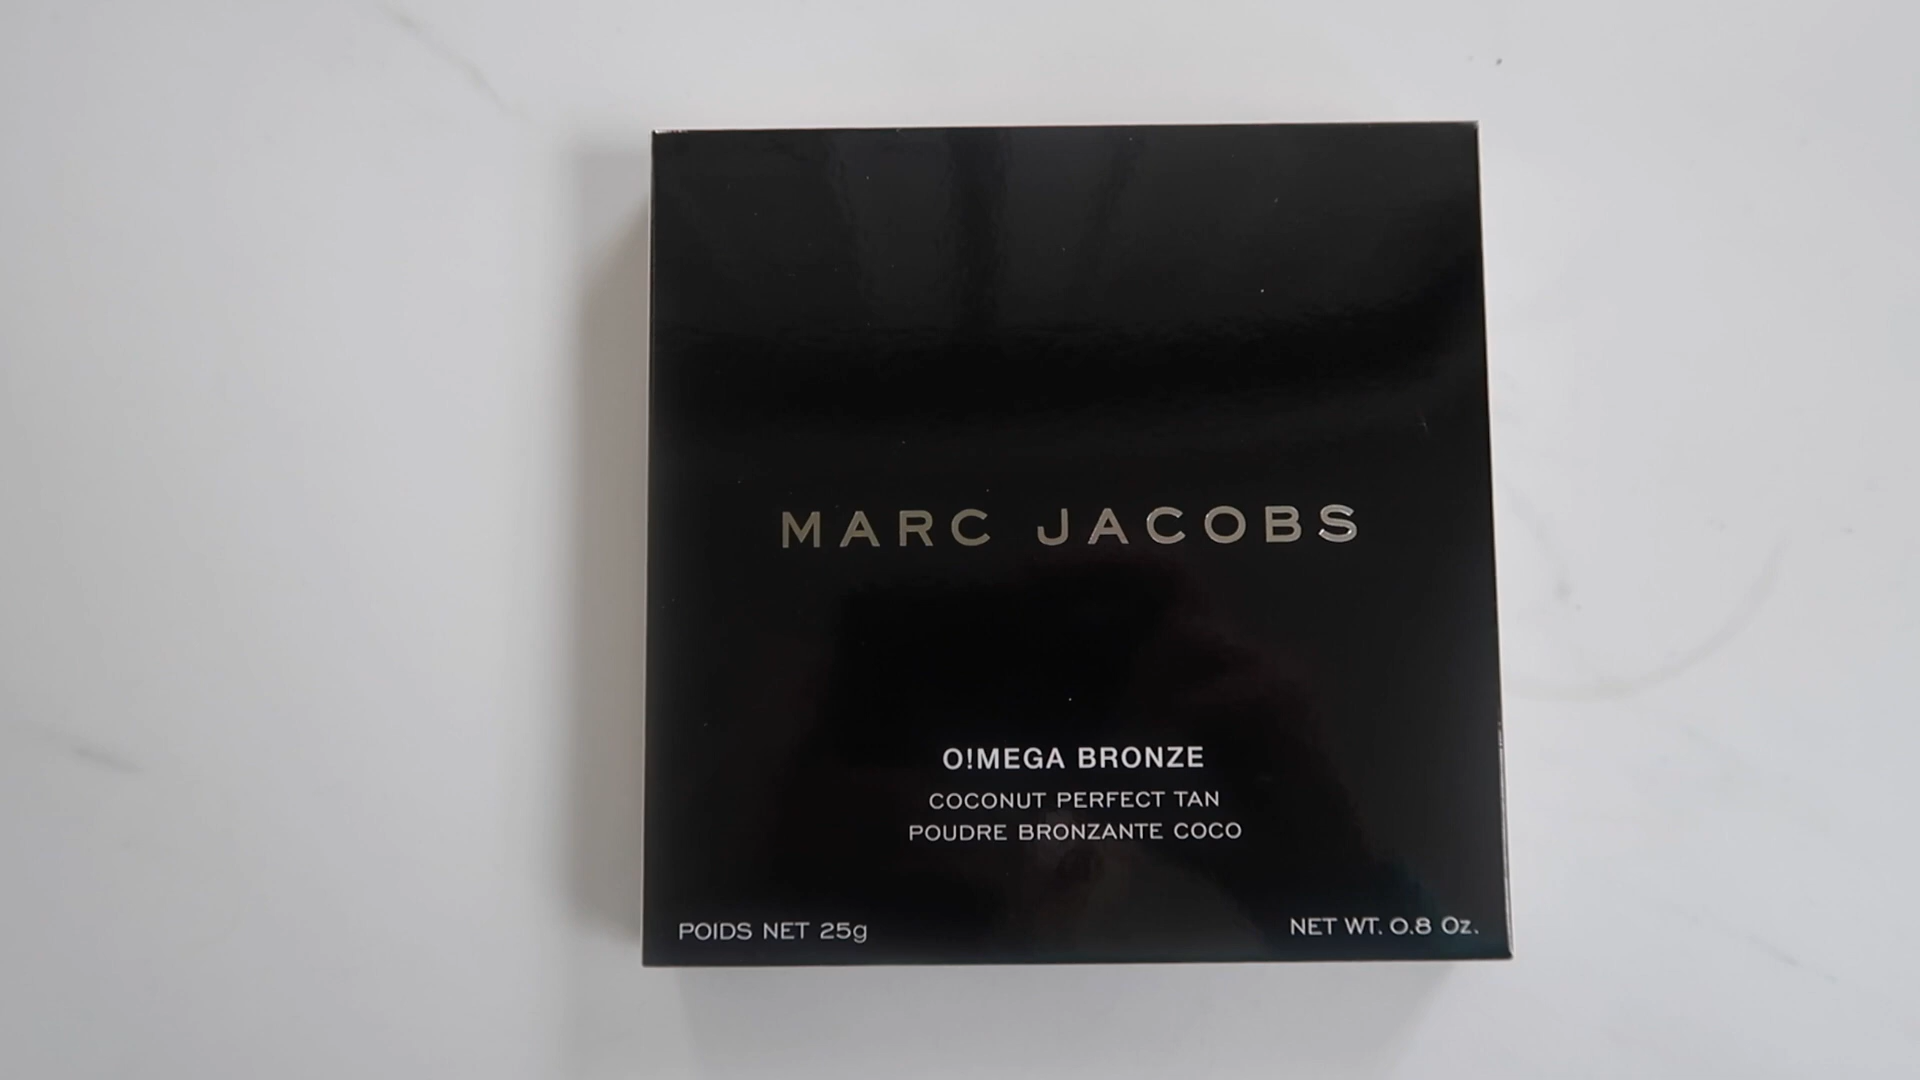 MARC JACOBS
O!MEGA BRONZE
COCONUT PERFECT TAN
POUDRE BRONZANTE COCO
POIDS NET 25g
NET WT. 0.8 Oz.